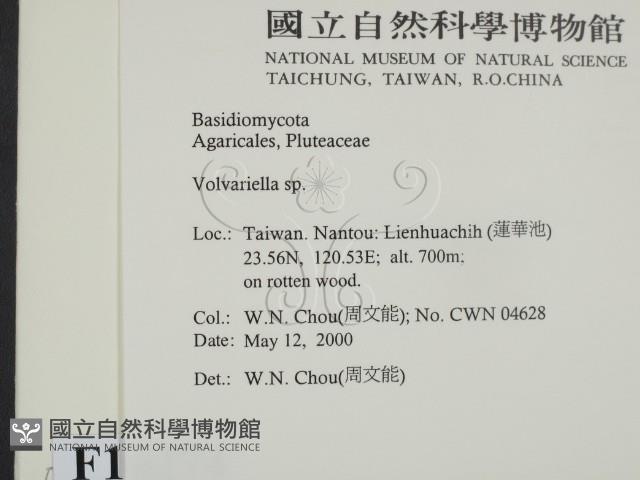 國立自然科學博物館
NATIONAL MUSEUM OF NATURAL SCIENCE
TAICHUNG, TAIWAN, R.O.CHINA
Basidiomycota
Agaricales, Pluteaceae
Volvariella sp.
Loc.: Taiwan. Nantou: Lienhuachih (蓮華池)
23.56N, 120.53E; alt. 700m;
on rotten wood.
Col.: W.N. Chou(周文能); No. CWN 04628
Date: May 12, 2000
Det.: W.N. Chou(周文能)
國立自然科學博物館
NATIONAL MUSEUM OF NATURAL SCIENCE
F1